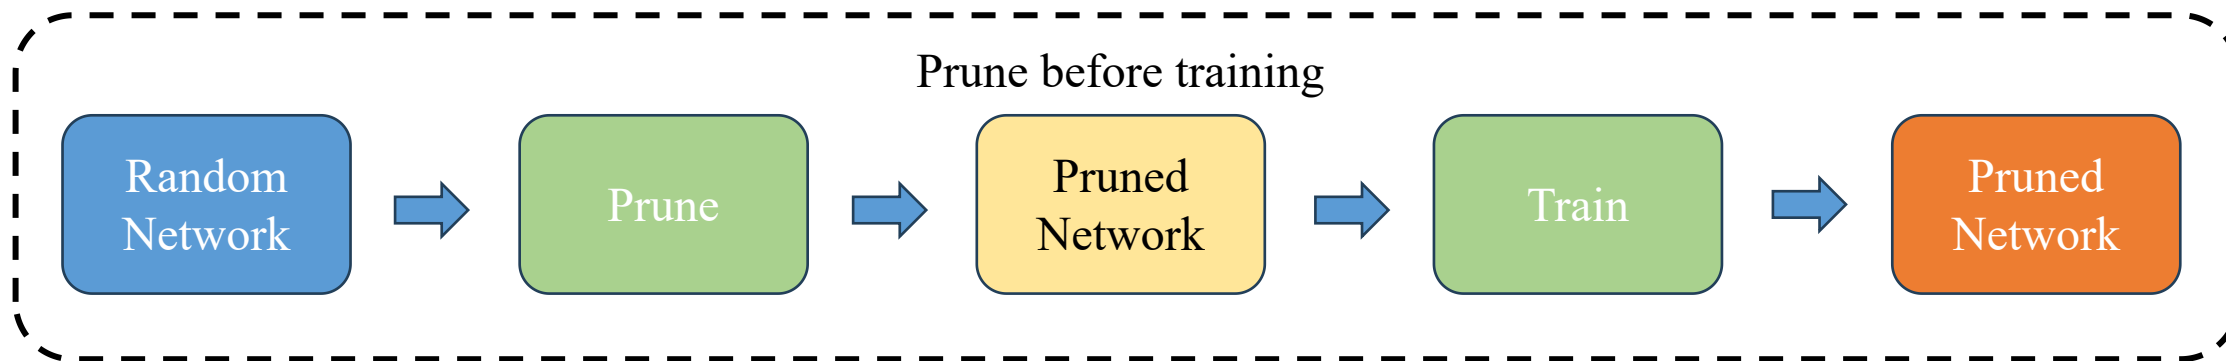 Prune before training
Random
Network
Prune
Pruned
Network
Train
Pruned
Network